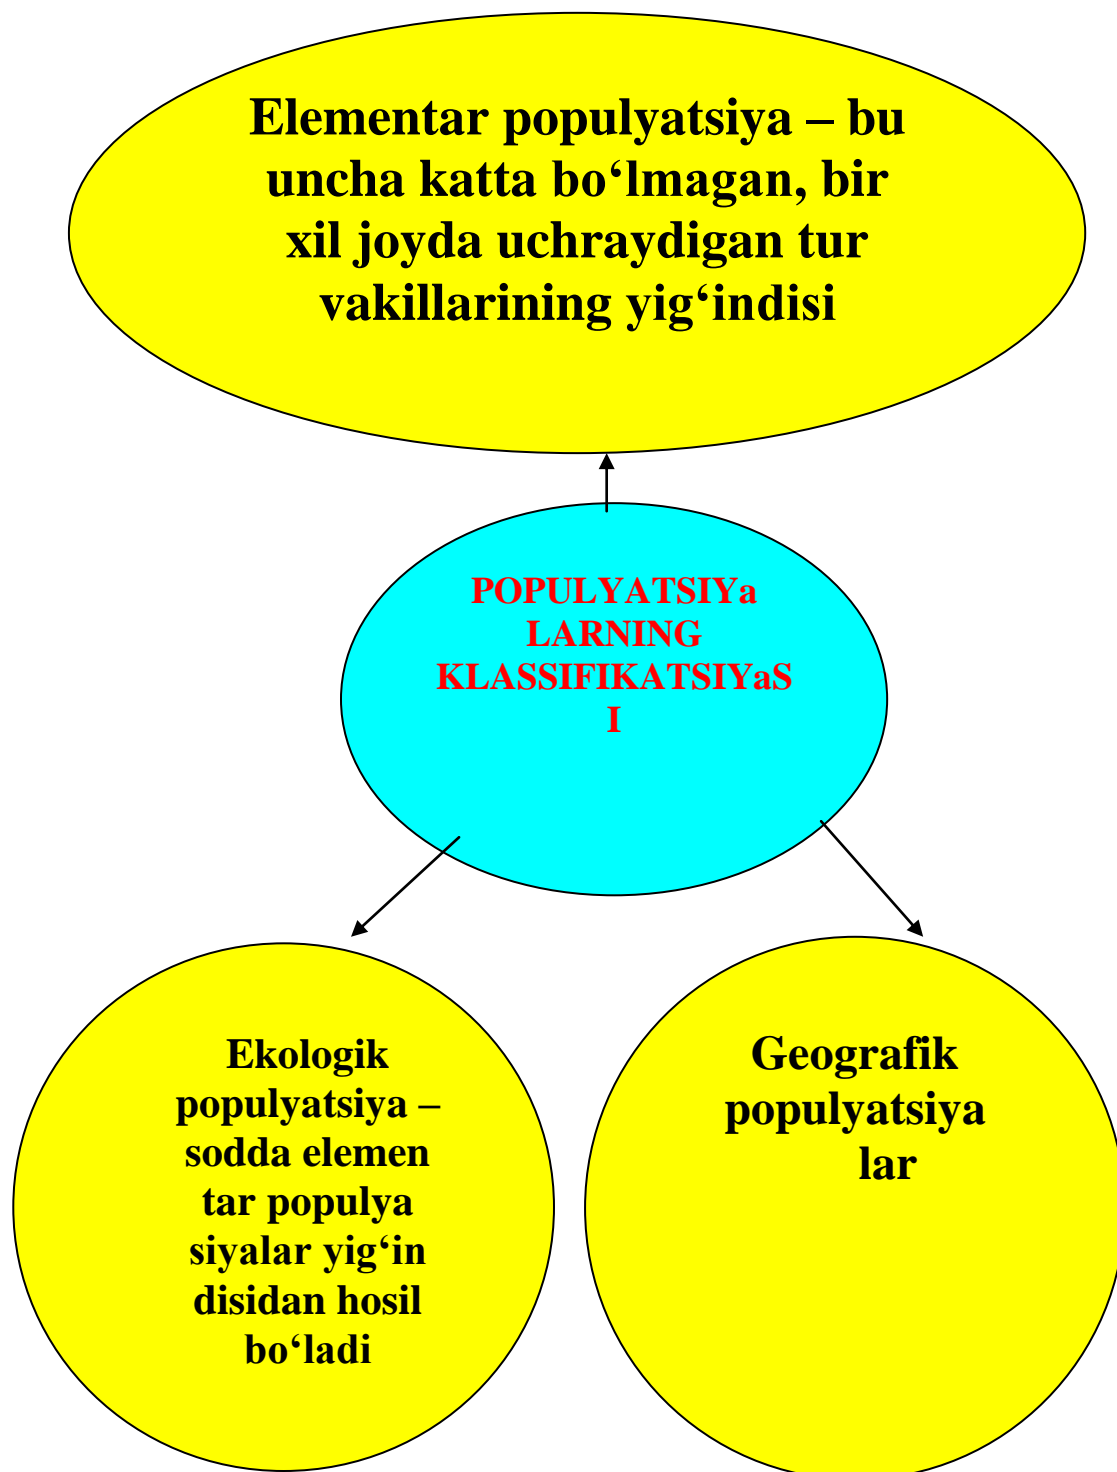 Elementar populyatsiya – bu
uncha katta bo‘lmagan, bir
xil joyda uchraydigan tur
vakillarining yig‘indisi
POPULYATSIYa
LARNING
KLASSIFIKATSIYaS
I
Ekologik
populyatsiya –
sodda elemen
tar populya
siyalar yig‘in
disidan hosil
bo‘ladi
Geografik
populyatsiya
lar